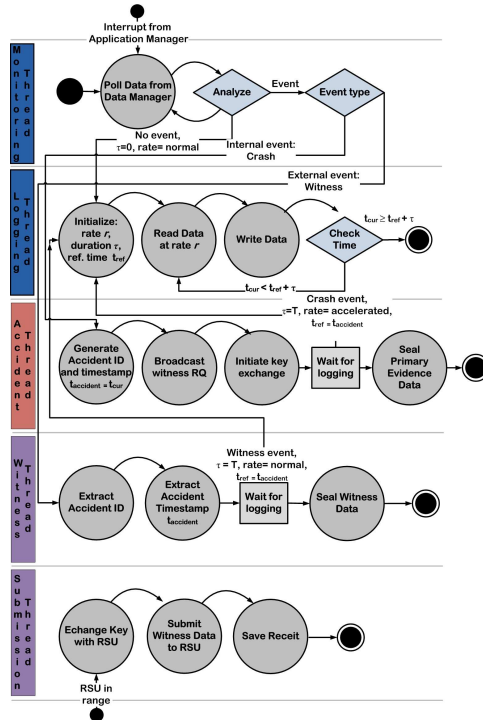 Interrupt from
Application Manager
Monitoring
Thread
Poll Data from
Data Manager
Analyze
Event
Event type
No event,
τ=0, rate= normal
Internal event:
Crash
External event:
Witness
Logging
Thread
Initialize:
rate r,
duration τ,
ref. time tref
Read Data
at rate r
Write Data
Check
Time
tcur ≥ tref + τ
tcur < tref + τ
Crash event,
τ=T, rate= accelerated,
tref = taccident
Accident
Thread
Generate
Accident ID
and timestamp
taccident = tcur
Broadcast
witness RQ
Initiate key
exchange
Wait for
logging
Seal
Primary
Evidence
Data
Witness event,
τ = T, rate= normal,
tref = taccident
Witness
Thread
Extract
Accident ID
Extract
Accident
Timestamp
taccident
Wait for
logging
Seal Witness
Data
Submission
Thread
Echange Key
with RSU
Submit
Witness Data
to RSU
Save Receit
RSU in
range